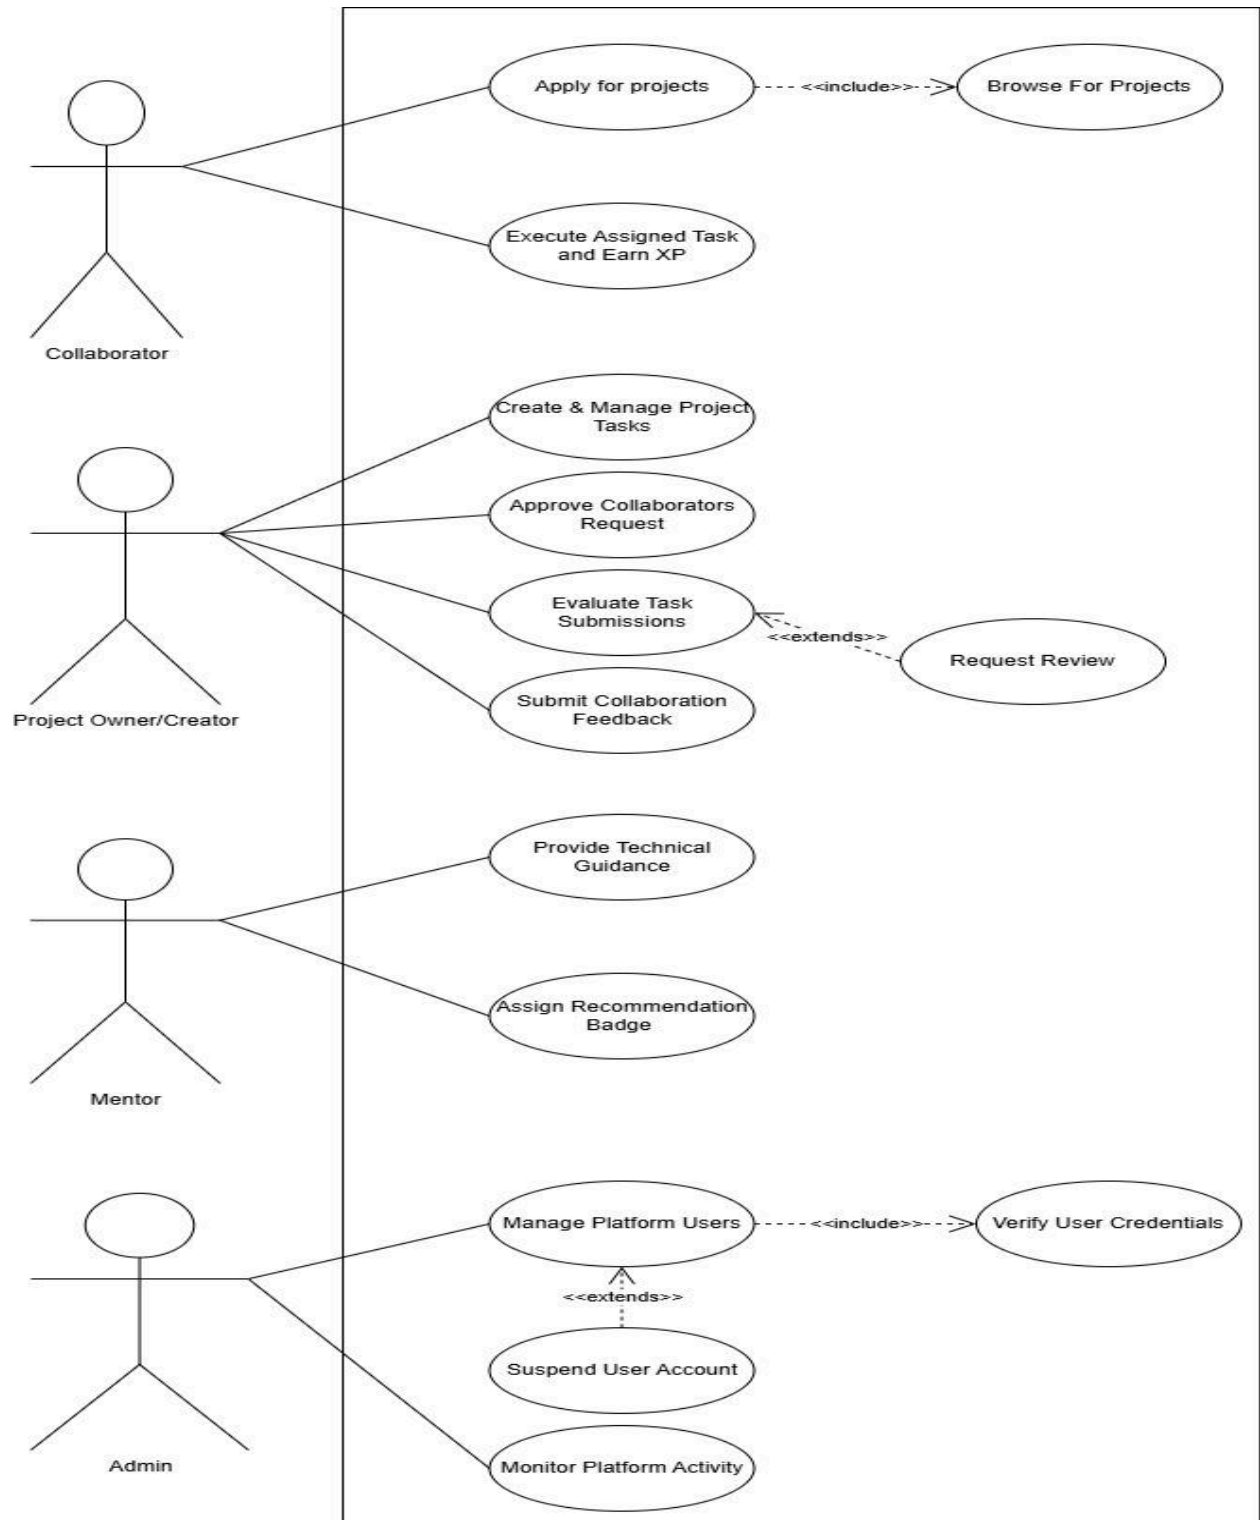 Apply for projects
<<include>>
Browse For Projects
Execute Assigned Task
and Earn XP
Collaborator
Create & Manage Project
Tasks
Approve Collaborators
Request
Evaluate Task
Submissions
<<extends>>
Request Review
Submit Collaboration
Feedback
Project Owner/Creator
Provide Technical
Guidance
Assign Recommendation
Badge
Mentor
Manage Platform Users
<<include>>
Verify User Credentials
<<extends>>
Suspend User Account
Monitor Platform Activity
Admin